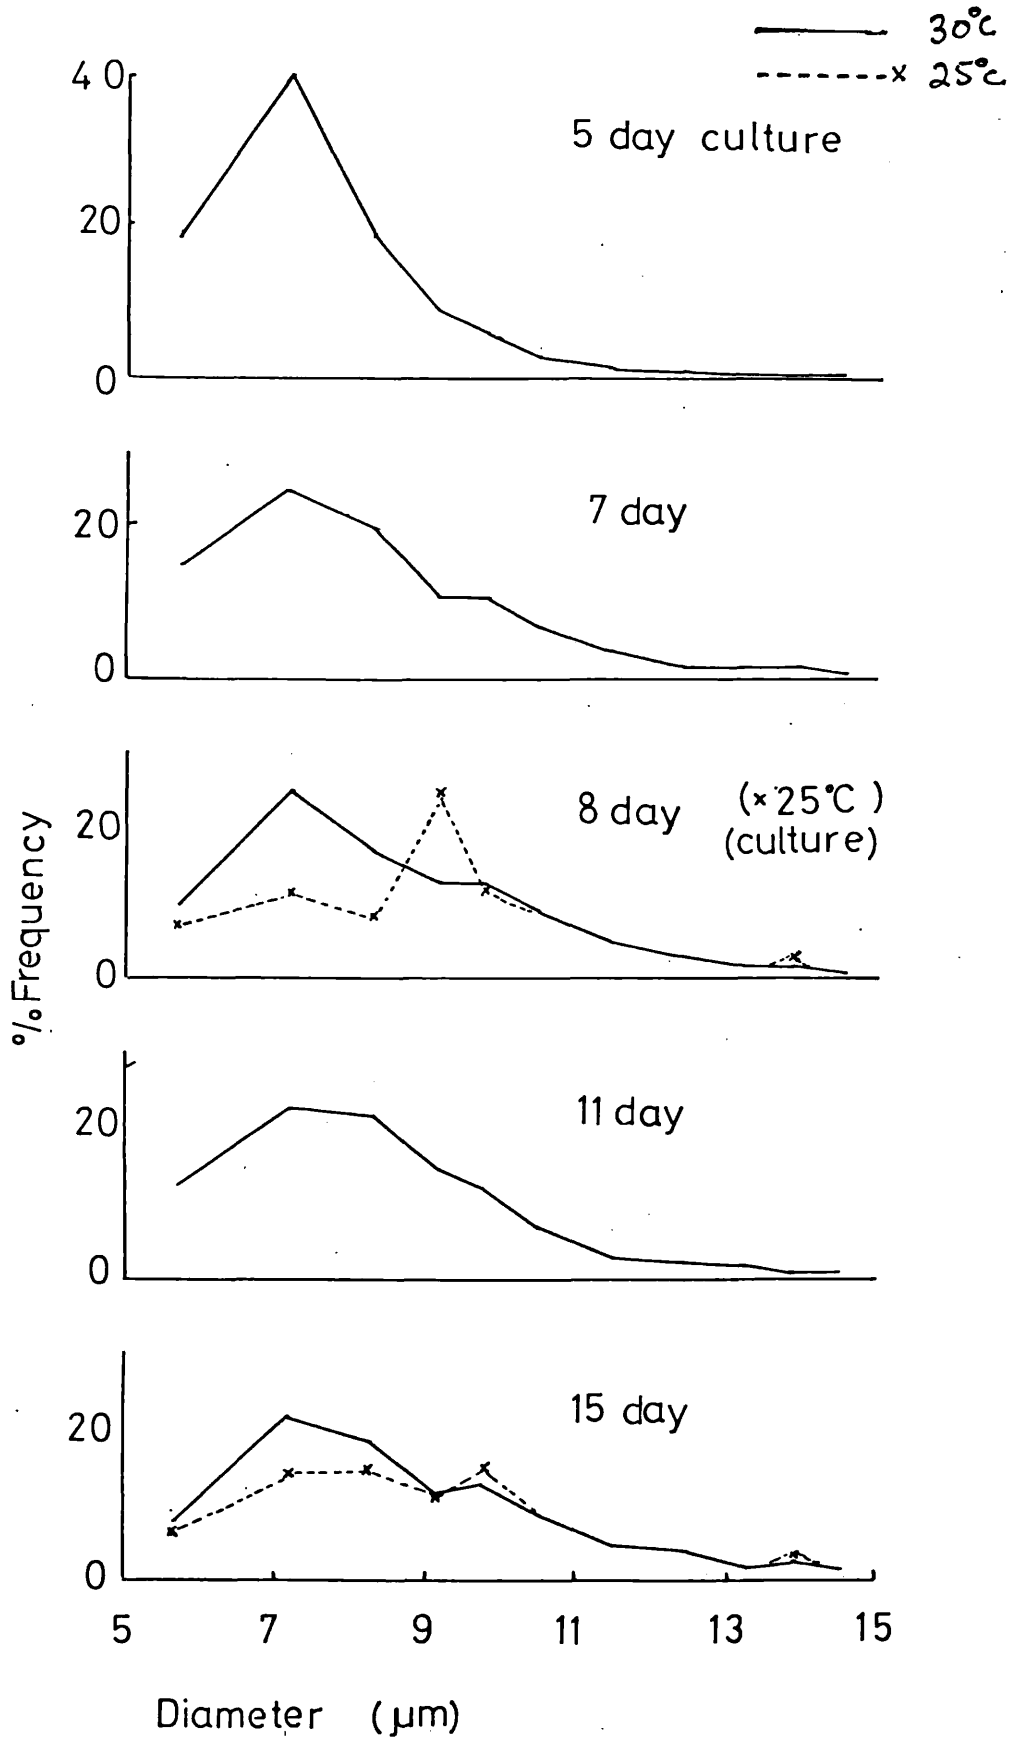 30°c
x 25°c
40
5 day culture
20
0
7 day
20
0
8 day (x 25°C)
(culture)
20
0
% Frequency
11 day
20
0
15 day
20
0
5 7 9 11 13 15
Diameter (µm)